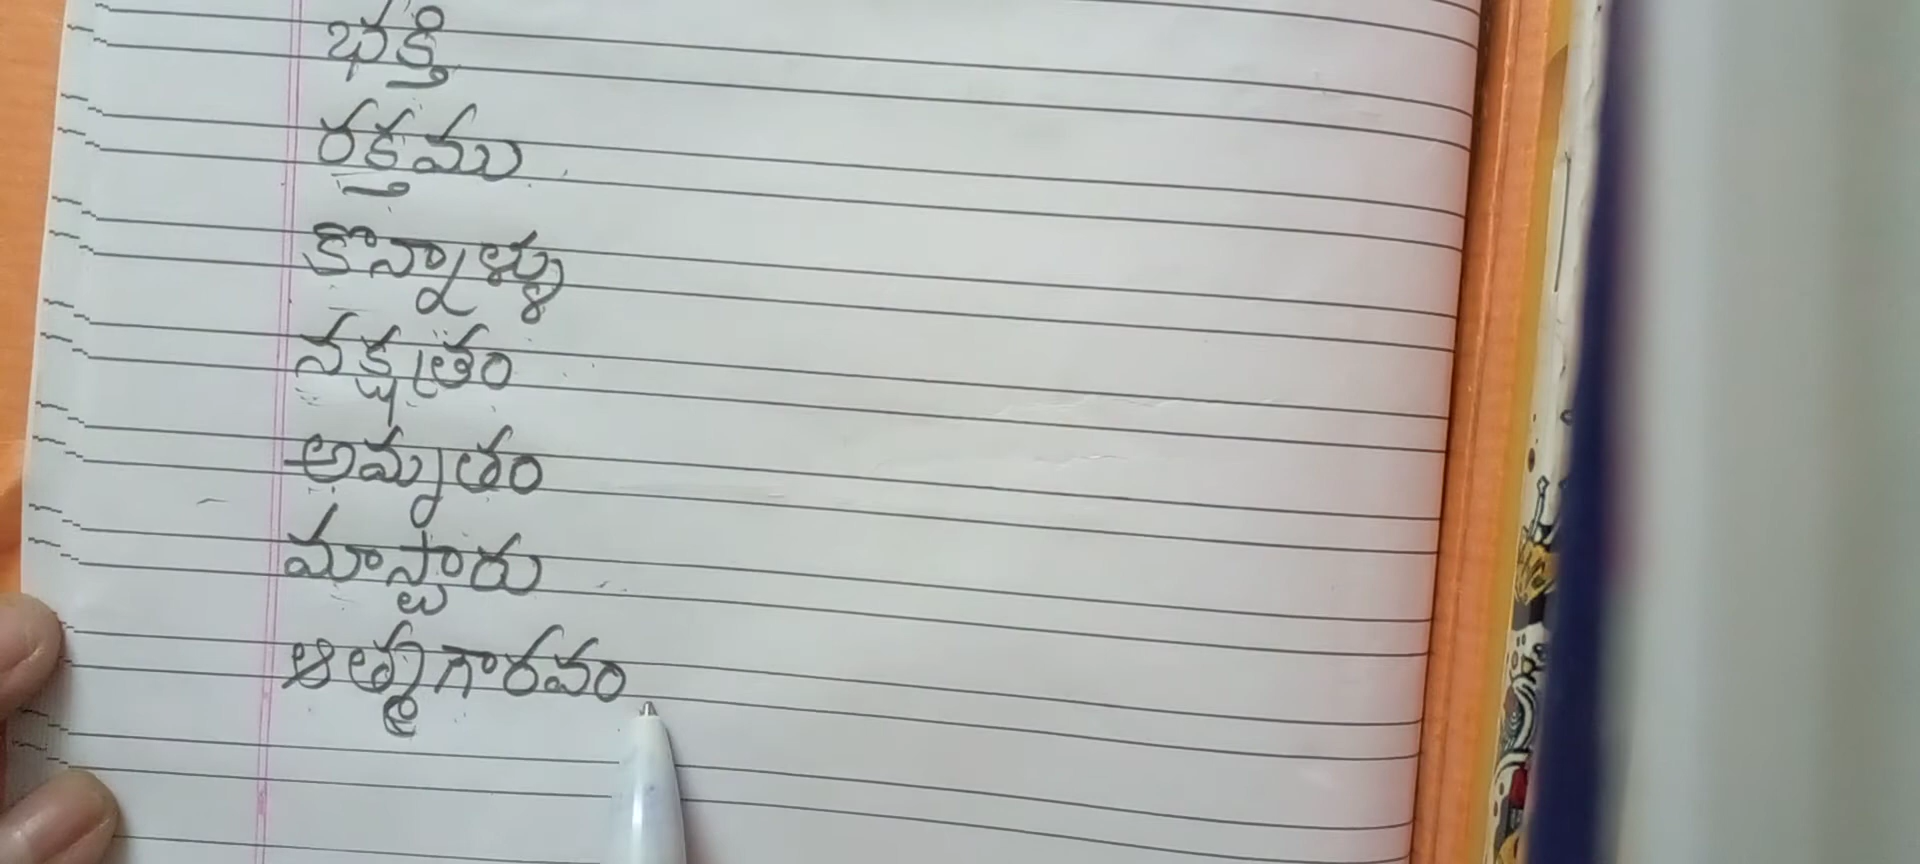 భక్తి
రక్తము
కొన్నాళ్ళు
నక్షత్రం
అమృతం
మాస్టారు
ఆత్మగౌరవం